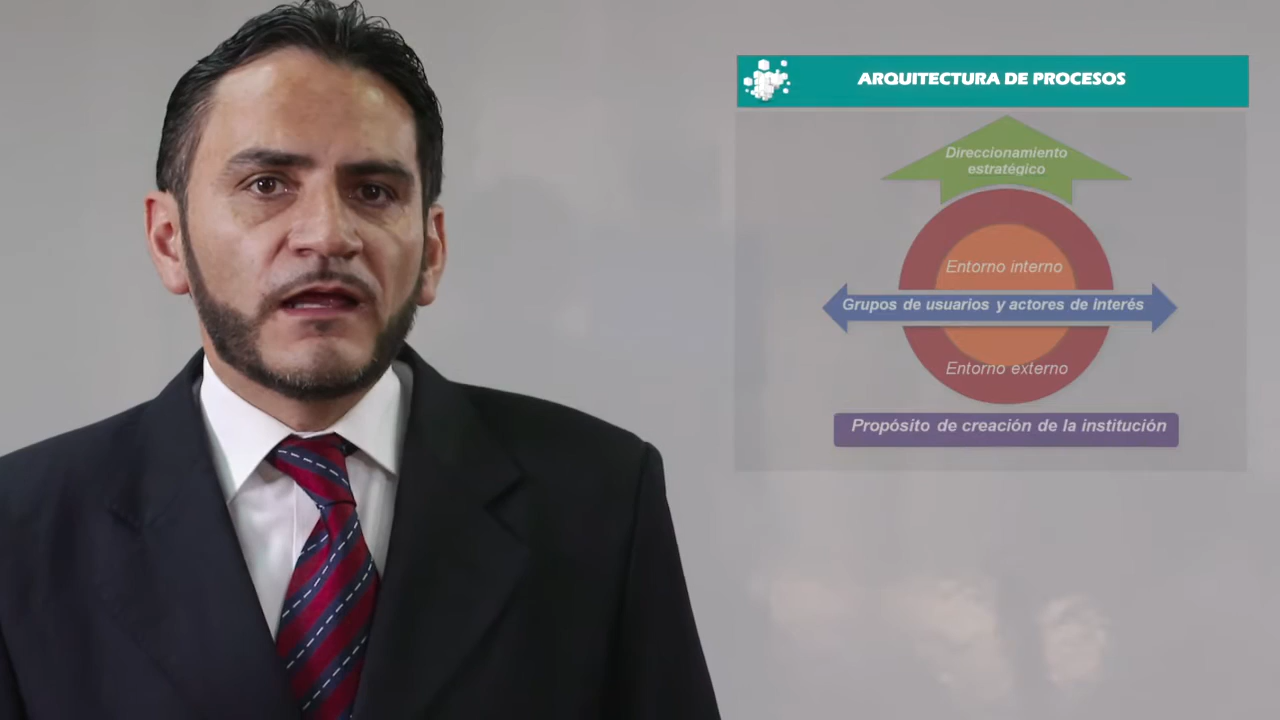 ARQUITECTURA DE PROCESOS
Direccionamiento
estratégico
Entorno interno
Grupos de usuarios y actores de interés
Entorno externo
Propósito de creación de la institución